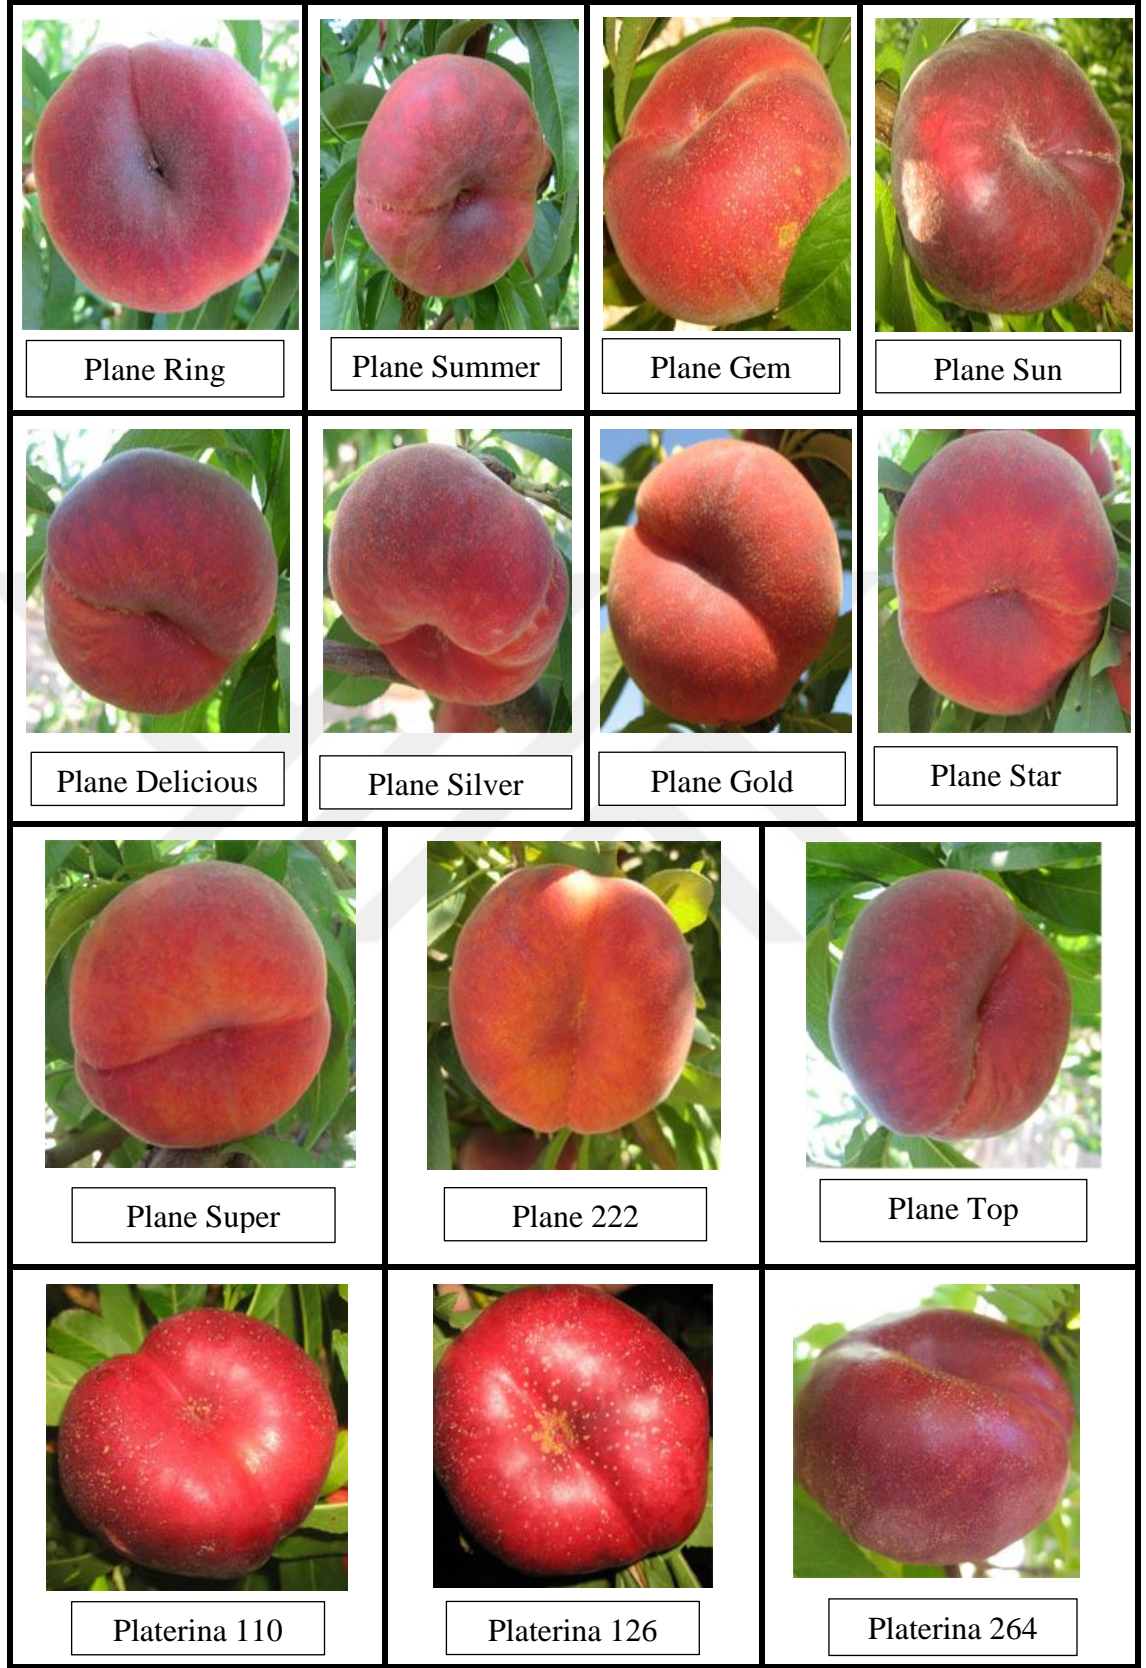 Plane Ring
Plane Summer
Plane Gem
Plane Sun
Plane Delicious
Plane Silver
Plane Gold
Plane Star
Plane Super
Plane 222
Plane Top
Platerina 110
Platerina 126
Platerina 264